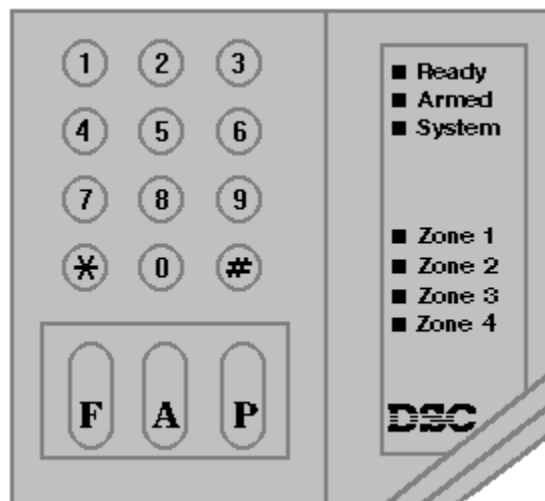 1 2 3
4 5 6
7 8 9
* 0 #
F A P
Ready
Armed
System
Zone 1
Zone 2
Zone 3
Zone 4
DSC